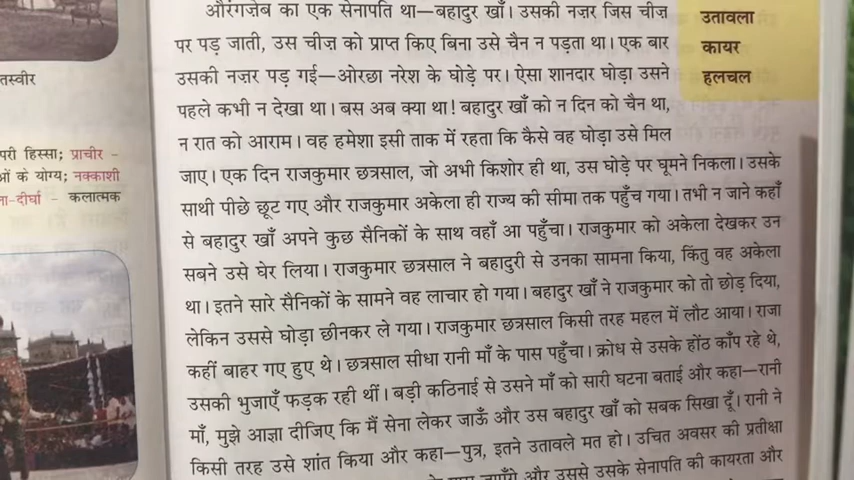 तस्वीर
परी हिस्सा; प्राचीर –
ओं के योग्य; नक्काशी
ना-दीर्घा – कलात्मक
औरंगजेब का एक सेनापति था—बहादुर खाँ। उसकी नज़र जिस चीज़
पर पड़ जाती, उस चीज़ को प्राप्त किए बिना उसे चैन न पड़ता था। एक बार
उसकी नज़र पड़ गई—ओरछा नरेश के घोड़े पर। ऐसा शानदार घोड़ा उसने
पहले कभी न देखा था। बस अब क्या था! बहादुर खाँ को न दिन को चैन था,
न रात को आराम। वह हमेशा इसी ताक में रहता कि कैसे वह घोड़ा उसे मिल
जाए। एक दिन राजकुमार छत्रसाल, जो अभी किशोर ही था, उस घोड़े पर घूमने निकला। उसके
साथी पीछे छूट गए और राजकुमार अकेला ही राज्य की सीमा तक पहुँच गया। तभी न जाने कहाँ
से बहादुर खाँ अपने कुछ सैनिकों के साथ वहाँ आ पहुँचा। राजकुमार को अकेला देखकर उन
सबने उसे घेर लिया। राजकुमार छत्रसाल ने बहादुरी से उनका सामना किया, किंतु वह अकेला
था। इतने सारे सैनिकों के सामने वह लाचार हो गया। बहादुर खाँ ने राजकुमार को तो छोड़ दिया,
लेकिन उससे घोड़ा छीनकर ले गया। राजकुमार छत्रसाल किसी तरह महल में लौट आया। राजा
कहीं बाहर गए हुए थे। छत्रसाल सीधा रानी माँ के पास पहुँचा। क्रोध से उसके होंठ काँप रहे थे,
उसकी भुजाएँ फड़क रही थीं। बड़ी कठिनाई से उसने माँ को सारी घटना बताई और कहा—रानी
माँ, मुझे आज्ञा दीजिए कि मैं सेना लेकर जाऊँ और उस बहादुर खाँ को सबक सिखा दूँ। रानी ने
किसी तरह उसे शांत किया और कहा—पुत्र, इतने उतावले मत हो। उचित अवसर की प्रतीक्षा
और उससे उसके सेनापति की कायरता और
उतावला
कायर
हलचल